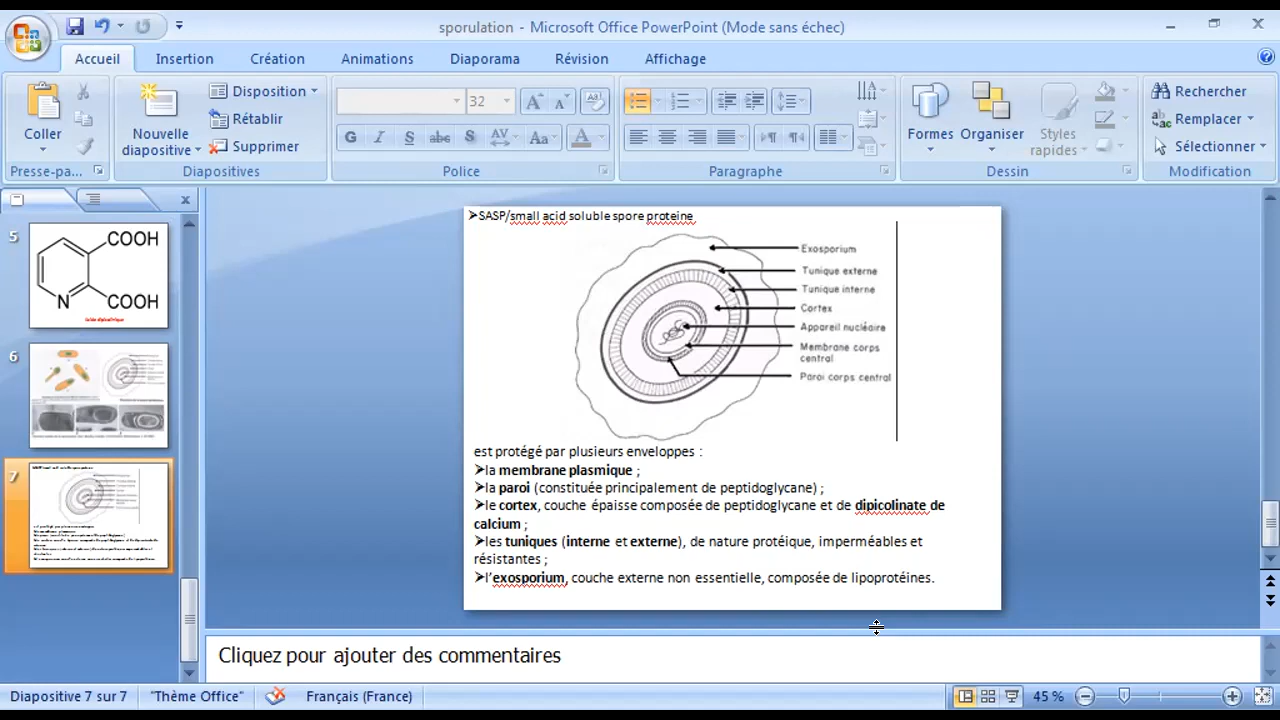 sporulation - Microsoft Office PowerPoint (Mode sans échec)
Accueil Insertion Création Animations Diaporama Révision Affichage
Coller
Presse-pa...
Nouvelle diapositive
Disposition
Rétablir
Supprimer
Diapositives
32
G I S abc S AV Aa A
Police
Paragraphe
Formes Organiser Styles rapides
Dessin
Rechercher
Remplacer
Sélectionner
Modification
5
COOH
COOH
N
6
7
➢SASP/small acid soluble spore proteine
Exosporium
Tunique externe
Tunique interne
Cortex
Appareil nucléaire
Membrane corps
central
Paroi corps central
est protégé par plusieurs enveloppes :
➢la membrane plasmique ;
➢la paroi (constituée principalement de peptidoglycane) ;
➢le cortex, couche épaisse composée de peptidoglycane et de dipicolinate de
calcium ;
➢les tuniques (interne et externe), de nature protéique, imperméables et
résistantes ;
➢l'exosporium, couche externe non essentielle, composée de lipoprotéines.
Cliquez pour ajouter des commentaires
Diapositive 7 sur 7 "Thème Office" Français (France) 45 %